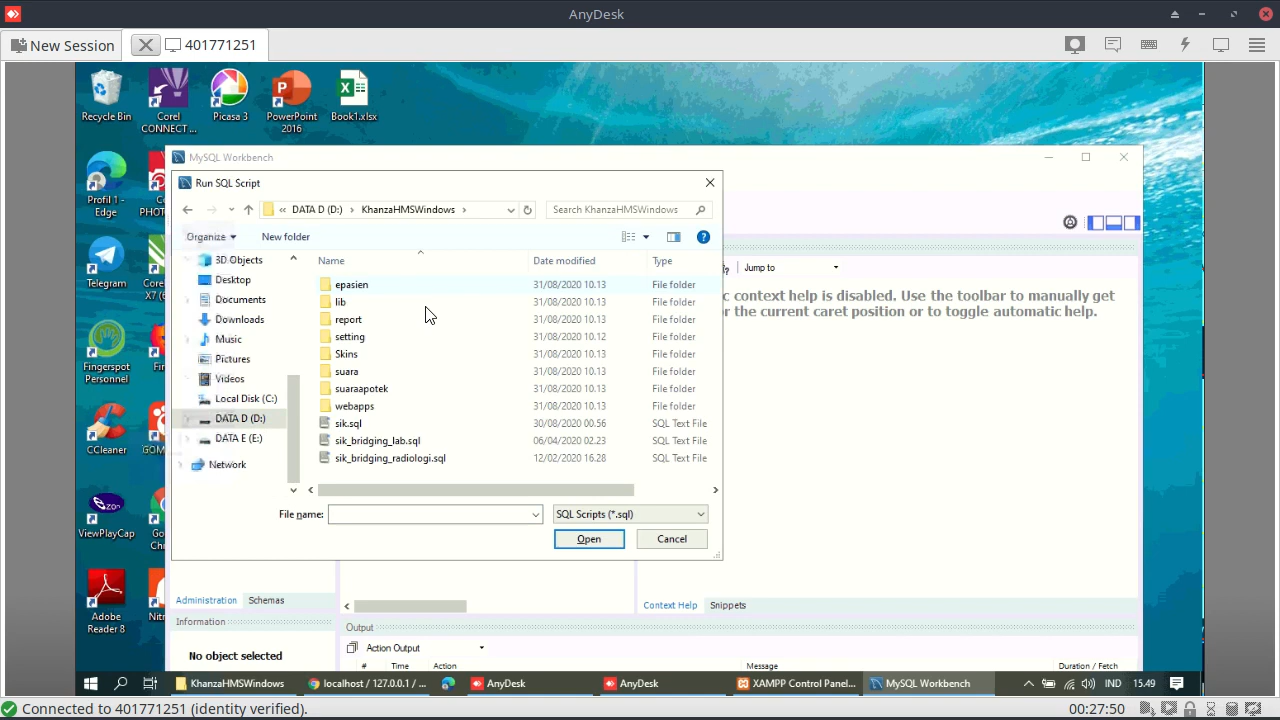 AnyDesk
New Session
401771251
Recycle Bin
Corel CONNECT ...
Picasa 3
PowerPoint 2016
Book1.xlsx
Profil 1 - Edge
Telegram
Fingerspot Personnel
CCleaner
ViewPlayCap
Adobe Reader 8
MySQL Workbench
Run SQL Script
« DATA D (D:) > KhanzaHMSWindows >
Search KhanzaHMSWindows
Organize
New folder
3D Objects
Desktop
Documents
Downloads
Music
Pictures
Videos
Local Disk (C:)
DATA D (D:)
DATA E (E:)
Network
Name Date modified Type
epasien 31/08/2020 10.13 File folder
lib 31/08/2020 10.13 File folder
report 31/08/2020 10.13 File folder
setting 31/08/2020 10.12 File folder
Skins 31/08/2020 10.13 File folder
suara 31/08/2020 10.13 File folder
suaraapotek 31/08/2020 10.13 File folder
webapps 31/08/2020 10.13 File folder
sik.sql 30/08/2020 00.56 SQL Text File
sik_bridging_lab.sql 06/04/2020 02.23 SQL Text File
sik_bridging_radiologi.sql 12/02/2020 16.28 SQL Text File
File name:
SQL Scripts (*.sql)
Open
Cancel
Jump to
c context help is disabled. Use the toolbar to manually get
r the current caret position or to toggle automatic help.
Administration Schemas
Context Help Snippets
Information
No object selected
Output
Action Output
# Time Action Message Duration / Fetch
KhanzaHMSWindows
localhost / 127.0.0.1 / ...
AnyDesk
AnyDesk
XAMPP Control Panel...
MySQL Workbench
IND
15.49
Connected to 401771251 (identity verified).
00:27:50